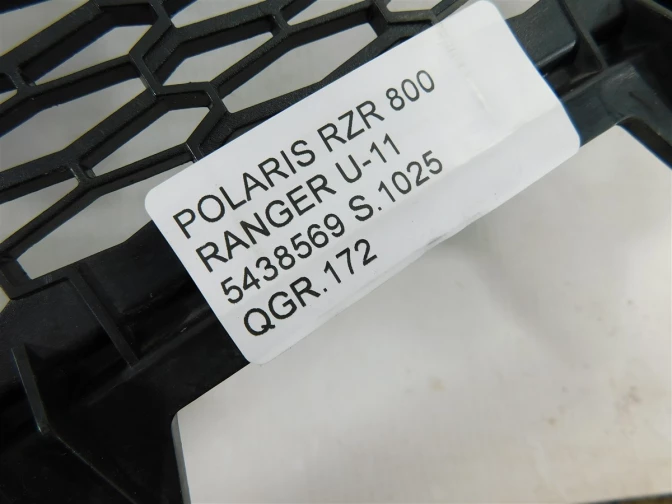 POLARIS RZR 800
RANGER U-11
5438569 S.1025
QGR.172